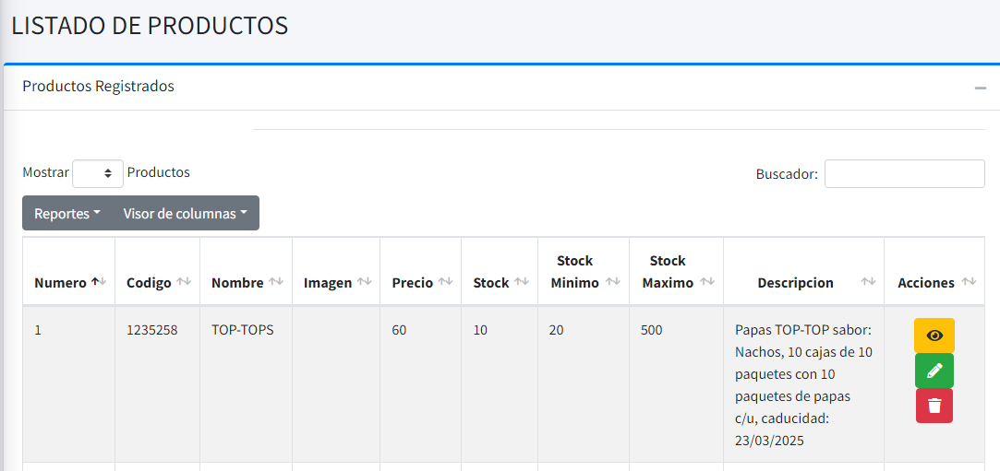 LISTADO DE PRODUCTOS
Productos Registrados
Mostrar Productos
Buscador:
Reportes Visor de columnas
Numero Codigo Nombre Imagen Precio Stock Stock Minimo Stock Maximo Descripcion Acciones
1 1235258 TOP-TOPS 60 10 20 500 Papas TOP-TOP sabor:
Nachos, 10 cajas de 10
paquetes con 10
paquetes de papas
c/u, caducidad:
23/03/2025